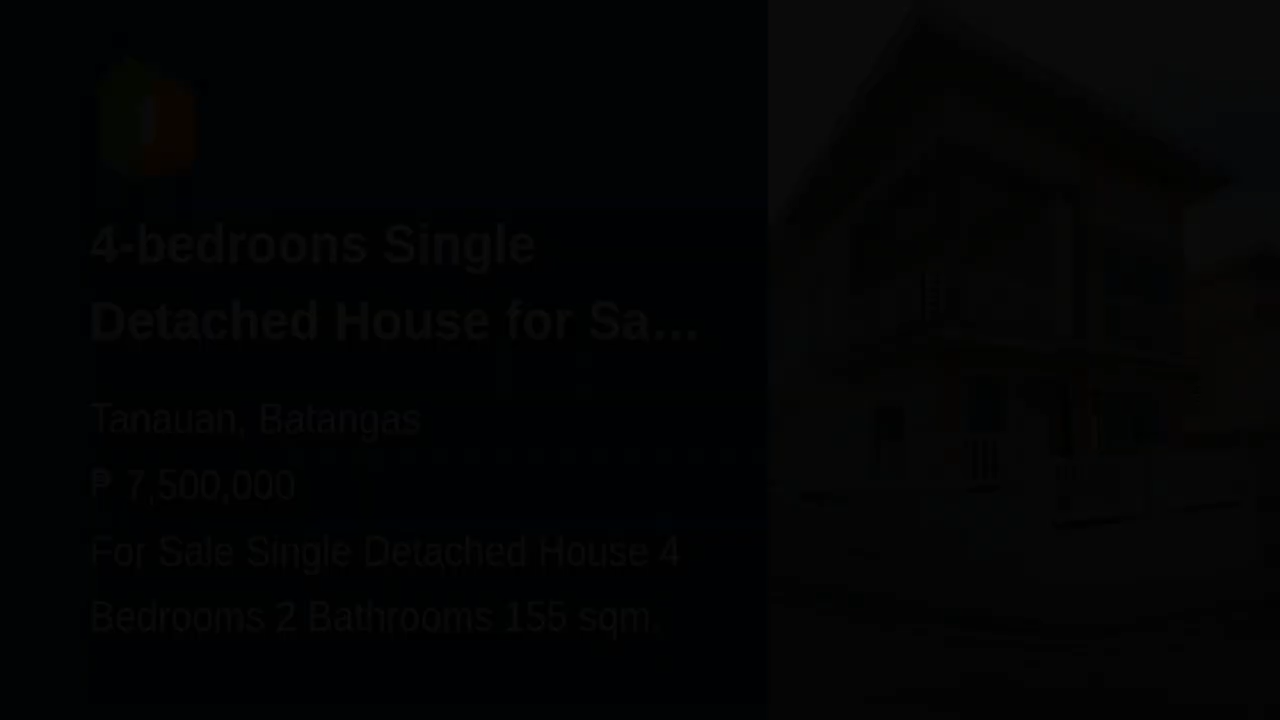 4-bedroons Single
Detached House for Sa...
Tanauan, Batangas
₱ 7,500,000
For Sale Single Detached House 4
Bedrooms 2 Bathrooms 155 sqm.